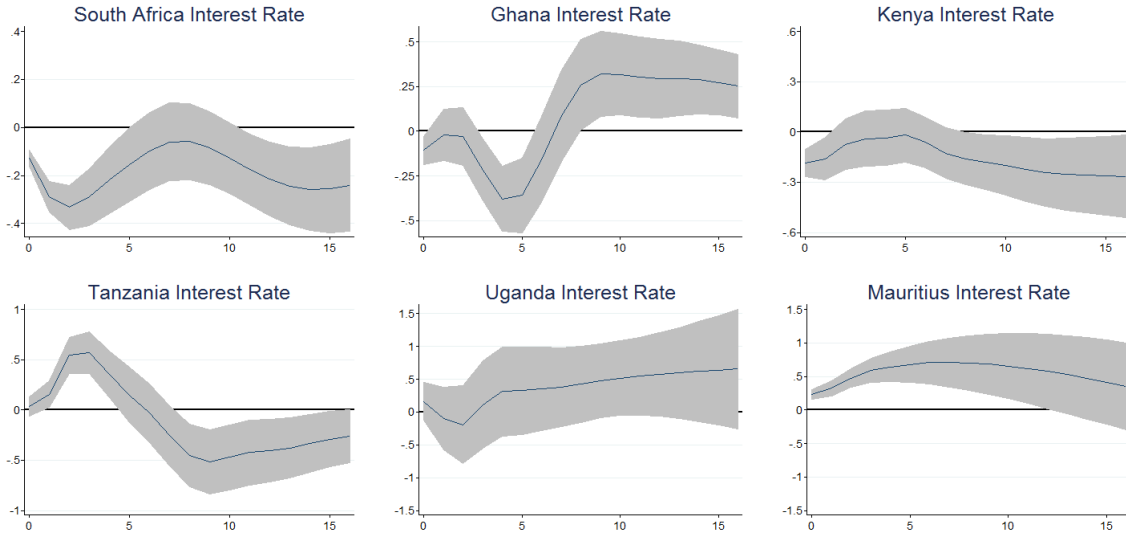 South Africa Interest Rate
.4
.2
0
-.2
-.4
0 5 10 15
Ghana Interest Rate
.5
.25
0
-.25
-.5
0 5 10 15
Kenya Interest Rate
.6
.3
0
-.3
-.6
0 5 10 15
Tanzania Interest Rate
1
.5
0
-.5
-1
0 5 10 15
Uganda Interest Rate
1.5
1
.5
0
-.5
-1
-1.5
0 5 10 15
Mauritius Interest Rate
1.5
1
.5
0
-.5
-1
-1.5
0 5 10 15